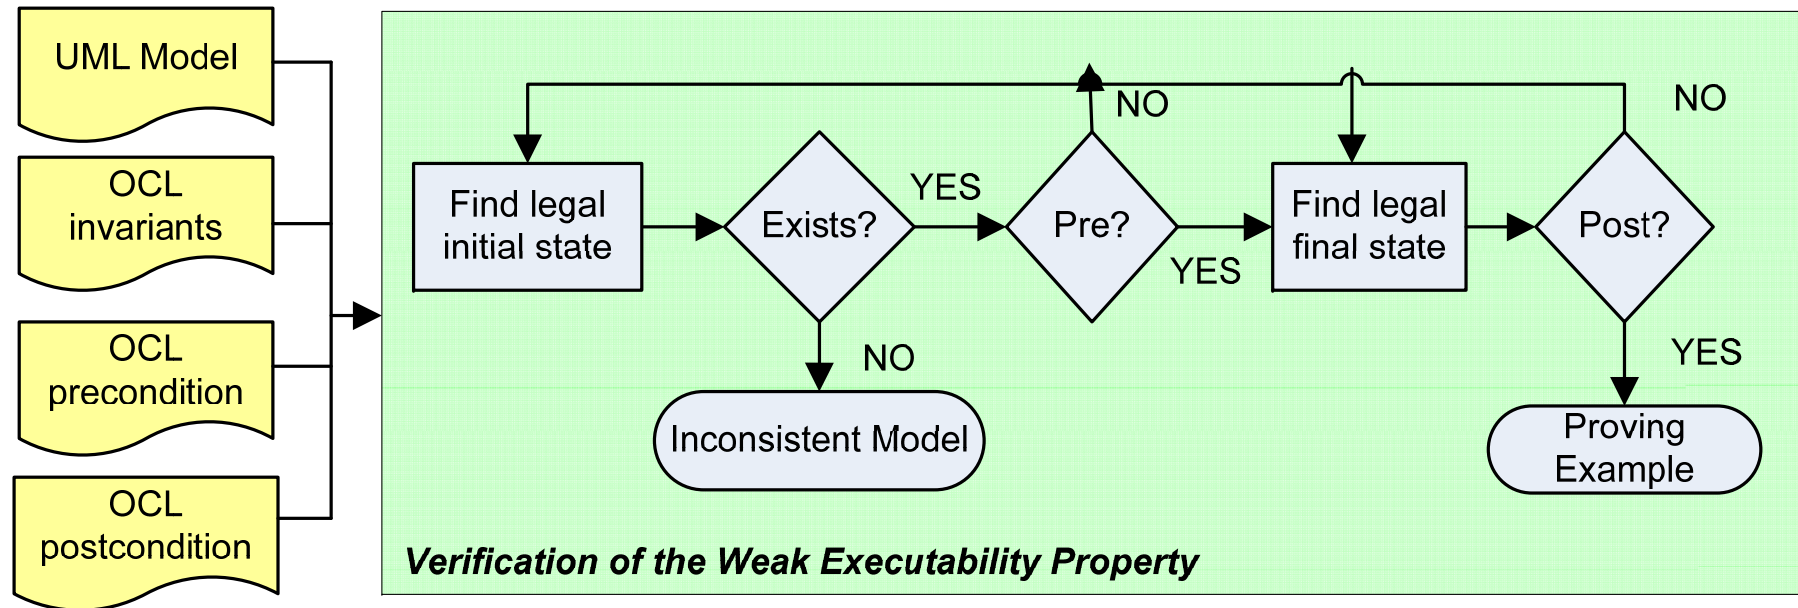 UML Model
OCL
invariants
OCL
precondition
OCL
postcondition
NO
NO
Find legal
initial state
Exists?
YES
Pre?
YES
Find legal
final state
Post?
NO
YES
Inconsistent Model
Proving
Example
Verification of the Weak Executability Property